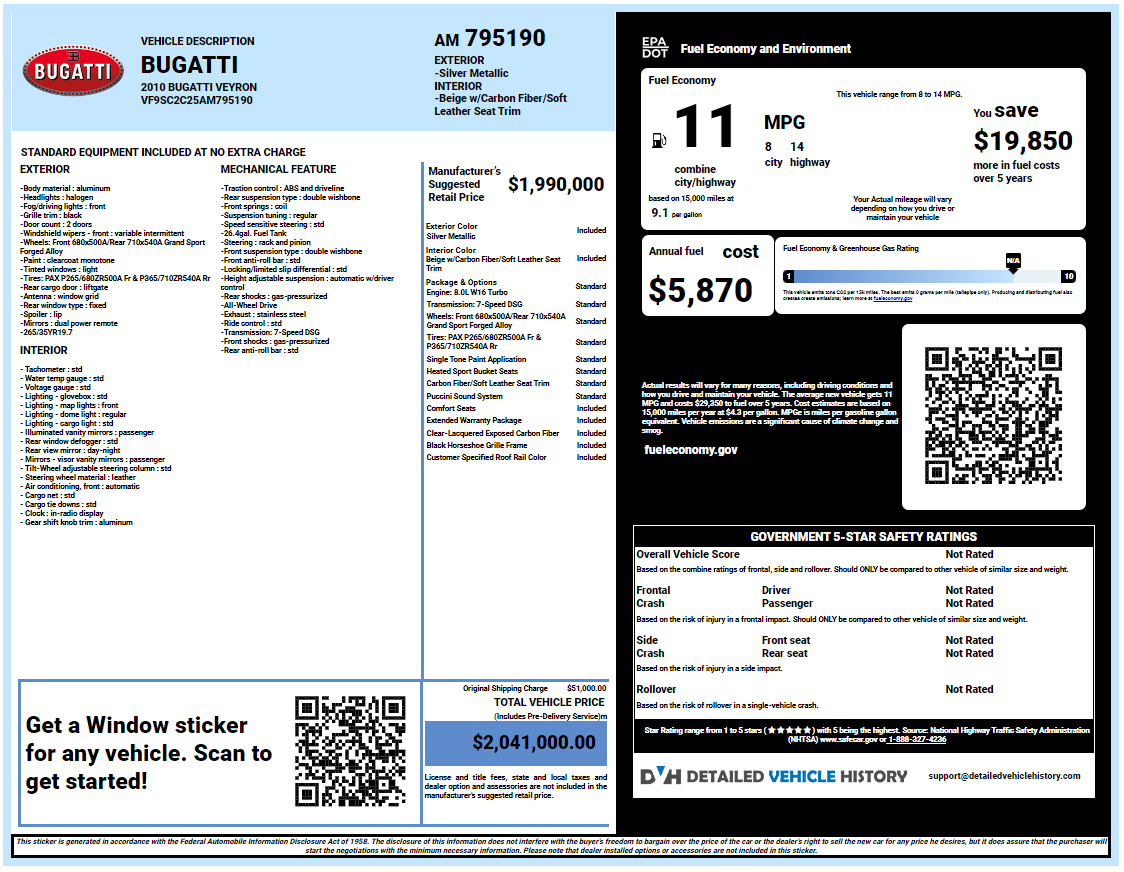 BUGATTI
VEHICLE DESCRIPTION
BUGATTI
2010 BUGATTI VEYRON
VF9SC2C25AM795190
AM 795190
EXTERIOR
-Silver Metallic
INTERIOR
-Beige w/Carbon Fiber/Soft
Leather Seat Trim
STANDARD EQUIPMENT INCLUDED AT NO EXTRA CHARGE
EXTERIOR
-Body material : aluminum
-Headlights : halogen
-Fog/driving lights : front
-Grille trim : black
-Door count : 2 doors
-Windshield wipers - front : variable intermittent
-Wheels: Front 680x500A/Rear 710x540A Grand Sport
Forged Alloy
-Paint : clearcoat monotone
-Tinted windows : light
-Tires: PAX P265/680ZR500A Fr & P365/710ZR540A Rr
-Rear cargo door : liftgate
-Antenna : window grid
-Rear window type : fixed
-Spoiler : lip
-Mirrors : dual power remote
-265/35YR19.7
INTERIOR
- Tachometer : std
- Water temp gauge : std
- Voltage gauge : std
- Lighting - glovebox : std
- Lighting - map lights : front
- Lighting - dome light : regular
- Lighting - cargo light : std
- Illuminated vanity mirrors : passenger
- Rear window defogger : std
- Rear view mirror : day-night
- Mirrors - visor vanity mirrors : passenger
- Tilt-Wheel adjustable steering column : std
- Steering wheel material : leather
- Air conditioning, front : automatic
- Cargo net : std
- Cargo tie downs : std
- Clock : in-radio display
- Gear shift knob trim : aluminum
MECHANICAL FEATURE
-Traction control : ABS and driveline
-Rear suspension type : double wishbone
-Front springs : coil
-Suspension tuning : regular
-Speed sensitive steering : std
-26.4gal. Fuel Tank
-Steering : rack and pinion
-Front suspension type : double wishbone
-Front anti-roll bar : std
-Locking/limited slip differential : std
-Height adjustable suspension : automatic w/driver
control
-Rear shocks : gas-pressurized
-All-Wheel Drive
-Exhaust : stainless steel
-Ride control : std
-Transmission: 7-Speed DSG
-Front shocks : gas-pressurized
-Rear anti-roll bar : std
Manufacturer's
Suggested
Retail Price
$1,990,000
Exterior Color
Silver Metallic Included
Interior Color
Beige w/Carbon Fiber/Soft Leather Seat
Trim Included
Package & Options
Engine: 8.0L W16 Turbo Standard
Transmission: 7-Speed DSG Standard
Wheels: Front 680x500A/Rear 710x540A
Grand Sport Forged Alloy Standard
Tires: PAX P265/680ZR500A Fr &
P365/710ZR540A Rr Standard
Single Tone Paint Application Standard
Heated Sport Bucket Seats Standard
Carbon Fiber/Soft Leather Seat Trim Standard
Puccini Sound System Standard
Comfort Seats Included
Extended Warranty Package Included
Clear-Lacquered Exposed Carbon Fiber Included
Black Horseshoe Grille Frame Included
Customer Specified Roof Rail Color Included
Get a Window sticker
for any vehicle. Scan to
get started!
Original Shipping Charge $51,000.00
TOTAL VEHICLE PRICE
(Includes Pre-Delivery Service)m
$2,041,000.00
License and title fees, state and local taxes and
dealer option and assessories are not included in the
manufacturer's suggested retail price.
EPA
DOT
Fuel Economy and Environment
Fuel Economy
11
combine
city/highway
based on 15,000 miles at
9.1 per gallon
MPG
8 14
city highway
This vehicle range from 8 to 14 MPG.
Your Actual mileage will vary
depending on how you drive or
maintain your vehicle
You save
$19,850
more in fuel costs
over 5 years
Annual fuel cost
$5,870
Fuel Economy & Greenhouse Gas Rating
N/A
1 10
This vehicle emits tons CO2 per 15k miles. The best emits 0 grams per mile (tailpipe only). Producing and distributing fuel also
creates create emissions; learn more at fueleconomy.gov
Actual results will vary for many reasons, including driving conditions and
how you drive and maintain your vehicle. The average new vehicle gets 11
MPG and costs $29,350 to fuel over 5 years. Cost estimates are based on
15,000 miles per year at $4.3 per gallon. MPGe is miles per gasoline gallon
equivalent. Vehicle emissions are a significant cause of climate change and
smog.
fueleconomy.gov
GOVERNMENT 5-STAR SAFETY RATINGS
Overall Vehicle Score Not Rated
Based on the combine ratings of frontal, side and rollover. Should ONLY be compared to other vehicle of similar size and weight.
Frontal Driver Not Rated
Crash Passenger Not Rated
Based on the risk of injury in a frontal impact. Should ONLY be compared to other vehicle of similar size and weight.
Side Front seat Not Rated
Crash Rear seat Not Rated
Based on the risk of injury in a side impact.
Rollover Not Rated
Based on the risk of rollover in a single-vehicle crash.
Star Rating range from 1 to 5 stars (★★★★★) with 5 being the highest. Source: National Highway Traffic Safety Administration
(NHTSA) www.safecar.gov or 1-888-327-4236
DVH DETAILED VEHICLE HISTORY
support@detailedvehiclehistory.com
This sticker is generated in accordance with the Federal Automobile Information Disclosure Act of 1958. The disclosure of this information does not interfere with the buyer's freedom to bargain over the price of the car or the dealer's right to sell the new car for any price he desires, but it does assure that the purchaser will
start the negotiations with the minimum necessary information. Please note that dealer installed options or accessories are not included in this sticker.